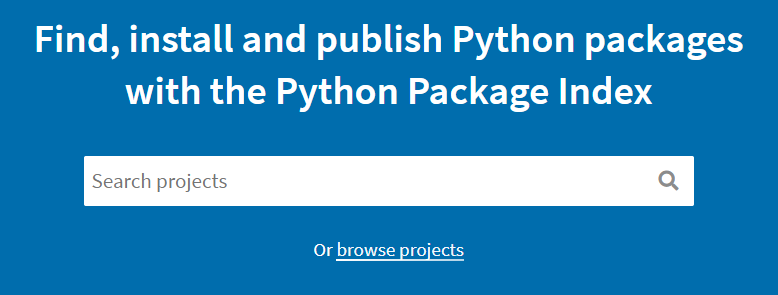 Find, install and publish Python packages
with the Python Package Index
Search projects
Or browse projects